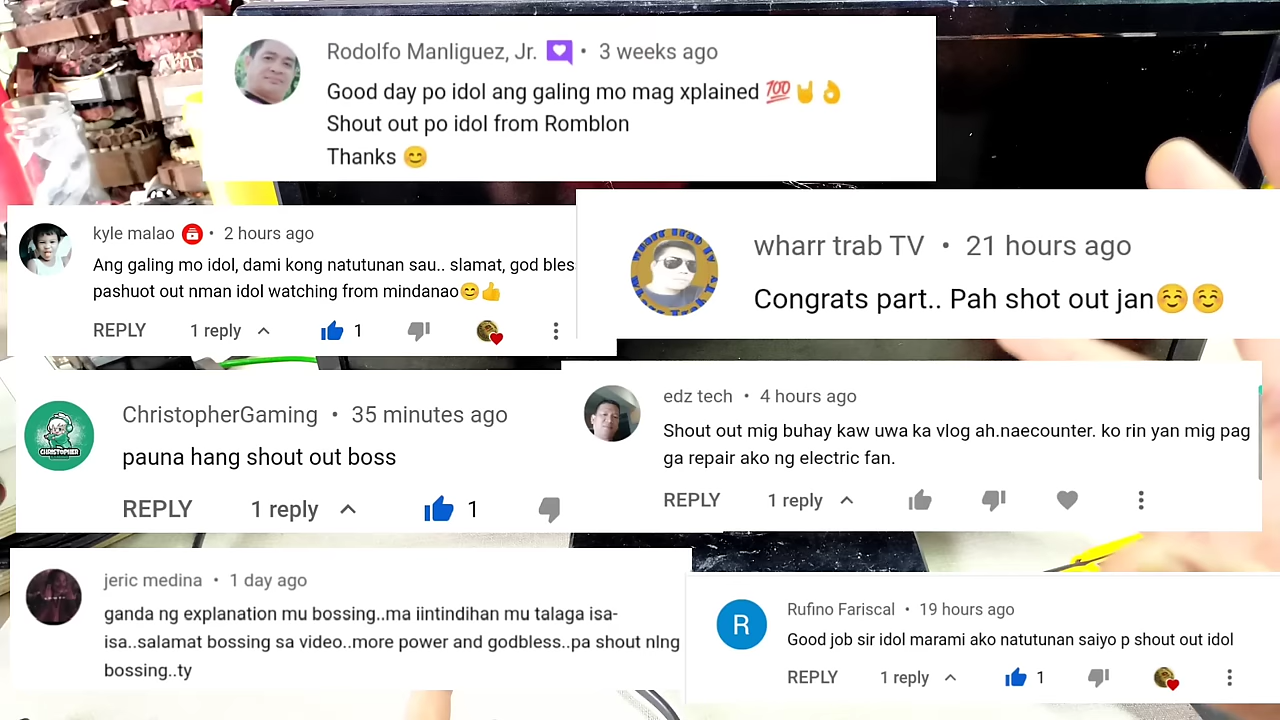 Rodolfo Manliguez, Jr. • 3 weeks ago
Good day po idol ang galing mo mag xplained 💯🤘👌
Shout out po idol from Romblon
Thanks 😊
kyle malao • 2 hours ago
Ang galing mo idol, dami kong natutunan sau.. slamat, god bles
pashuot out nman idol watching from mindanao😊👍
REPLY 1 reply 1
wharr trab TV • 21 hours ago
Congrats part.. Pah shot out jan☺️☺️
ChristopherGaming • 35 minutes ago
pauna hang shout out boss
REPLY 1 reply 1
CHRISTOPHER
edz tech • 4 hours ago
Shout out mig buhay kaw uwa ka vlog ah.naecounter. ko rin yan mig pag
ga repair ako ng electric fan.
REPLY 1 reply
jeric medina • 1 day ago
ganda ng explanation mu bossing..ma iintindihan mu talaga isa-
isa..salamat bossing sa video..more power and godbless..pa shout nlng
bossing..ty
R
Rufino Fariscal • 19 hours ago
Good job sir idol marami ako natutunan saiyo p shout out idol
REPLY 1 reply 1